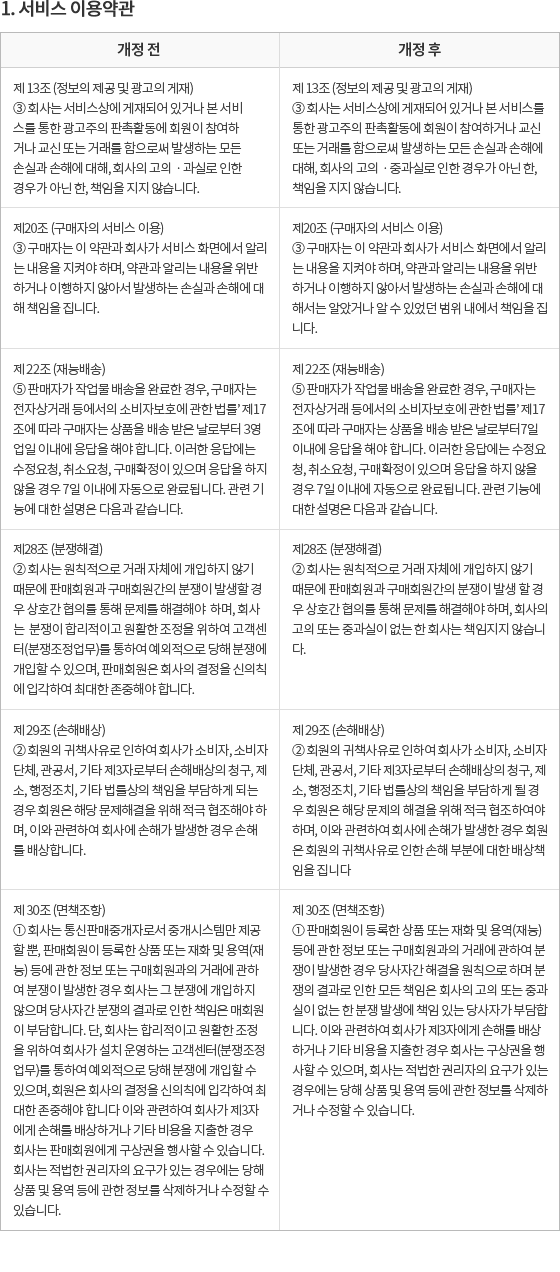 1. 서비스 이용약관
개정 전
개정 후
제 13조 (정보의 제공 및 광고의 게재)
③ 회사는 서비스상에 게재되어 있거나 본 서비
스를 통한 광고주의 판촉활동에 회원이 참여하
거나 교신 또는 거래를 함으로써 발생하는 모든
손실과 손해에 대해, 회사의 고의ㆍ과실로 인한
경우가 아닌 한, 책임을 지지 않습니다.
제 13조 (정보의 제공 및 광고의 게재)
③ 회사는 서비스상에 게재되어 있거나 본 서비스를
통한 광고주의 판촉활동에 회원이 참여하거나 교신
또는 거래를 함으로써 발생하는 모든 손실과 손해에
대해, 회사의 고의ㆍ중과실로 인한 경우가 아닌 한,
책임을 지지 않습니다.
제20조 (구매자의 서비스 이용)
③ 구매자는 이 약관과 회사가 서비스 화면에서 알리
는 내용을 지켜야 하며, 약관과 알리는 내용을 위반
하거나 이행하지 않아서 발생하는 손실과 손해에 대
해 책임을 집니다.
제20조 (구매자의 서비스 이용)
③ 구매자는 이 약관과 회사가 서비스 화면에서 알리
는 내용을 지켜야 하며, 약관과 알리는 내용을 위반
하거나 이행하지 않아서 발생하는 손실과 손해에 대
해서는 알았거나 알 수 있었던 범위 내에서 책임을 집
니다.
제 22조 (재능배송)
⑤ 판매자가 작업물 배송을 완료한 경우, 구매자는
전자상거래 등에서의 소비자보호에 관한 법률’ 제17
조에 따라 구매자는 상품을 배송 받은 날로부터 3영
업일 이내에 응답을 해야 합니다. 이러한 응답에는
수정요청, 취소요청, 구매확정이 있으며 응답을 하지
않을 경우 7일 이내에 자동으로 완료됩니다. 관련 기
능에 대한 설명은 다음과 같습니다.
제 22조 (재능배송)
⑤ 판매자가 작업물 배송을 완료한 경우, 구매자는
전자상거래 등에서의 소비자보호에 관한 법률’ 제17
조에 따라 구매자는 상품을 배송 받은 날로부터7일
이내에 응답을 해야 합니다. 이러한 응답에는 수정요
청, 취소요청, 구매확정이 있으며 응답을 하지 않을
경우 7일 이내에 자동으로 완료됩니다. 관련 기능에
대한 설명은 다음과 같습니다.
제28조 (분쟁해결)
② 회사는 원칙적으로 거래 자체에 개입하지 않기
때문에 판매회원과 구매회원간의 분쟁이 발생할 경
우 상호간 협의를 통해 문제를 해결해야 하며, 회사
는 분쟁이 합리적이고 원활한 조정을 위하여 고객센
터(분쟁조정업무)를 통하여 예외적으로 당해 분쟁에
개입할 수 있으며, 판매회원은 회사의 결정을 신의칙
에 입각하여 최대한 존중해야 합니다.
제28조 (분쟁해결)
② 회사는 원칙적으로 거래 자체에 개입하지 않기
때문에 판매회원과 구매회원간의 분쟁이 발생 할 경
우 상호간 협의를 통해 문제를 해결해야 하며, 회사의
고의 또는 중과실이 없는 한 회사는 책임지지 않습니
다.
제 29조 (손해배상)
② 회원의 귀책사유로 인하여 회사가 소비자, 소비자
단체, 관공서, 기타 제3자로부터 손해배상의 청구, 제
소, 행정조치, 기타 법률상의 책임을 부담하게 되는
경우 회원은 해당 문제해결을 위해 적극 협조해야 하
며, 이와 관련하여 회사에 손해가 발생한 경우 손해
를 배상합니다.
제 29조 (손해배상)
② 회원의 귀책사유로 인하여 회사가 소비자, 소비자
단체, 관공서, 기타 제3자로부터 손해배상의 청구, 제
소, 행정조치, 기타 법률상의 책임을 부담하게 될 경
우 회원은 해당 문제의 해결을 위해 적극 협조하여야
하며, 이와 관련하여 회사에 손해가 발생한 경우 회원
은 회원의 귀책사유로 인한 손해 부분에 대한 배상책
임을 집니다
제 30조 (면책조항)
① 회사는 통신판매중개자로서 중개시스템만 제공
할 뿐, 판매회원이 등록한 상품 또는 재화 및 용역(재
능) 등에 관한 정보 또는 구매회원과의 거래에 관하
여 분쟁이 발생한 경우 회사는 그 분쟁에 개입하지
않으며 당사자간 분쟁의 결과로 인한 책임은 매회원
이 부담합니다. 단, 회사는 합리적이고 원활한 조정
을 위하여 회사가 설치 운영하는 고객센터(분쟁조정
업무)를 통하여 예외적으로 당해 분쟁에 개입할 수
있으며, 회원은 회사의 결정을 신의칙에 입각하여 최
대한 존중해야 합니다 이와 관련하여 회사가 제3자
에게 손해를 배상하거나 기타 비용을 지출한 경우
회사는 판매회원에게 구상권을 행사할 수 있습니다.
회사는 적법한 권리자의 요구가 있는 경우에는 당해
상품 및 용역 등에 관한 정보를 삭제하거나 수정할 수
있습니다.
제 30조 (면책조항)
① 판매회원이 등록한 상품 또는 재화 및 용역(재능)
등에 관한 정보 또는 구매회원과의 거래에 관하여 분
쟁이 발생한 경우 당사자간 해결을 원칙으로 하며 분
쟁의 결과로 인한 모든 책임은 회사의 고의 또는 중과
실이 없는 한 분쟁 발생에 책임 있는 당사자가 부담합
니다. 이와 관련하여 회사가 제3자에게 손해를 배상
하거나 기타 비용을 지출한 경우 회사는 구상권을 행
사할 수 있으며, 회사는 적법한 권리자의 요구가 있는
경우에는 당해 상품 및 용역 등에 관한 정보를 삭제하
거나 수정할 수 있습니다.